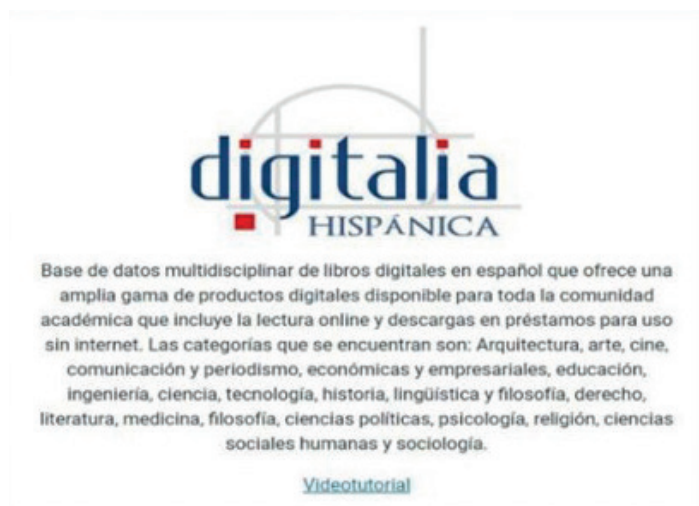 digitalia
HISPÁNICA
Base de datos multidisciplinar de libros digitales en español que ofrece una
amplia gama de productos digitales disponible para toda la comunidad
académica que incluye la lectura online y descargas en préstamos para uso
sin internet. Las categorías que se encuentran son: Arquitectura, arte, cine,
comunicación y periodismo, económicas y empresariales, educación,
ingeniería, ciencia, tecnología, historia, lingüística y filosofía, derecho,
literatura, medicina, filosofía, ciencias políticas, psicología, religión, ciencias
sociales humanas y sociología.
Videotutorial